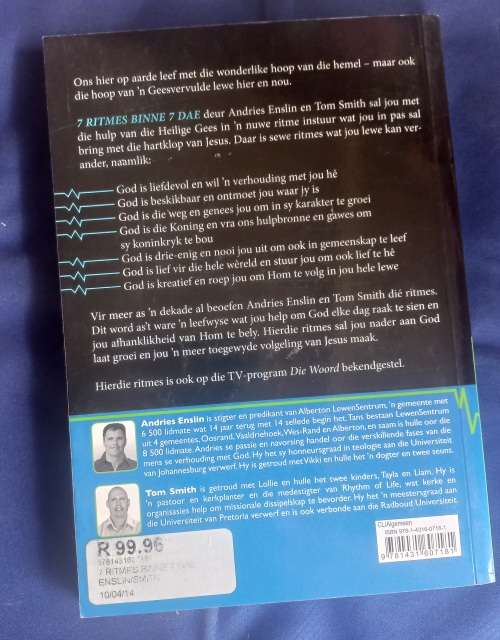 Ons hier op aarde leef met die wonderlike hoop van die hemel – maar ook
die hoop van 'n Geesvervulde lewe hier en nou.
7 RITMES BINNE 7 DAE deur Andries Enslin en Tom Smith sal jou met
die hulp van die Heilige Gees in 'n nuwe ritme instuur wat jou in pas sal
bring met die hartklop van Jesus. Daar is sewe ritmes wat jou lewe kan ver-
ander, naamlik:
God is liefdevol en wil 'n verhouding met jou hê
God is beskikbaar en ontmoet jou waar jy is
God is die weg en genees jou om in sy karakter te groei
God is die Koning en vra ons hulpbronne en gawes om
sy koninkryk te bou
God is drie-enig en nooi jou uit om ook in gemeenskap te leef
God is lief vir die hele wêreld en stuur jou om ook lief te hê
God is kreatief en roep jou om Hom te volg in jou hele lewe
Vir meer as 'n dekade al beoefen Andries Enslin en Tom Smith dié ritmes.
Dit word as't ware 'n leefwyse wat jou help om God elke dag raak te sien en
jou afhanklikheid van Hom te bely. Hierdie ritmes sal jou nader aan God
laat groei en jou 'n meer toegewyde volgeling van Jesus maak.
Hierdie ritmes is ook op die TV-program Die Woord bekendgestel.
Andries Enslin is stigter en predikant van Alberton LewenSentrum, 'n gemeente met
6 500 lidmate wat 14 jaar terug met 14 sellede begin het. Tans bestaan LewenSentrum
uit 4 gemeentes, Oosrand, Vaaldriehoek, Wes-Rand en Alberton, en saam is hulle oor die
8 500 lidmate. Andries se passie en navorsing handel oor die verskillende fases van die
mens se verhouding met God. Hy het sy honneursgraad in teologie aan die Universiteit
van Johannesburg verwerf. Hy is getroud met Vikki en hulle het 'n dogter en twee seuns.
Tom Smith is getroud met Lollie en hulle het twee kinders, Tayla en Liam. Hy is
'n pastoor en kerkplanter en die medestigter van Rhythm of Life, wat kerke en
organisasies help om missionale dissipelskap te bevorder. Hy het 'n meestersgraad aan
die Universiteit van Pretoria verwerf en is ook verbonde aan die Radboud Universiteit.
R 99.96
7 RITMES BINNE 7 DAE
ENSLIN/SMITH
10/04/14
CLIAlgemeen
ISBN 978-1-4316-0718-1
9781431607181